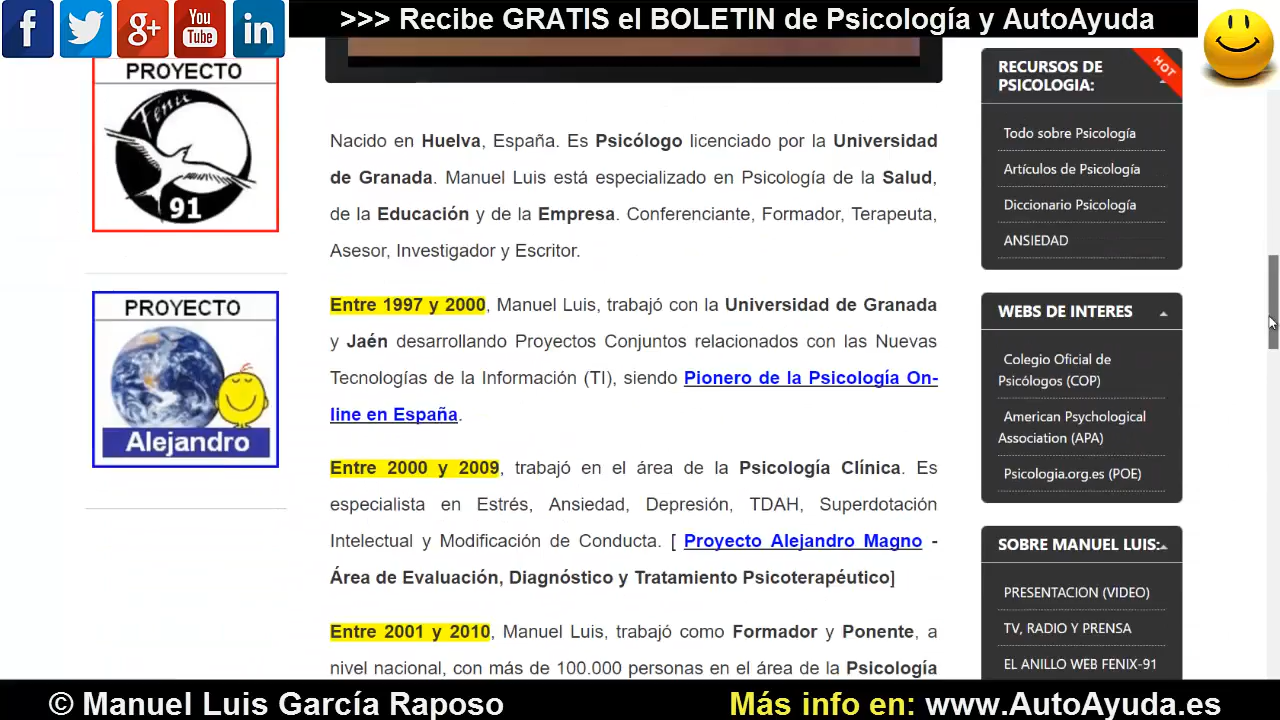 >>> Recibe GRATIS el BOLETIN de Psicología y AutoAyuda
f
g+
You
Tube
in
PROYECTO
Fenix
91
PROYECTO
Alejandro
Nacido en Huelva, España. Es Psicólogo licenciado por la Universidad
de Granada. Manuel Luis está especializado en Psicología de la Salud,
de la Educación y de la Empresa. Conferenciante, Formador, Terapeuta,
Asesor, Investigador y Escritor.
Entre 1997 y 2000, Manuel Luis, trabajó con la Universidad de Granada
y Jaén desarrollando Proyectos Conjuntos relacionados con las Nuevas
Tecnologías de la Información (TI), siendo Pionero de la Psicología On-
line en España.
Entre 2000 y 2009, trabajó en el área de la Psicología Clínica. Es
especialista en Estrés, Ansiedad, Depresión, TDAH, Superdotación
Intelectual y Modificación de Conducta. [ Proyecto Alejandro Magno -
Área de Evaluación, Diagnóstico y Tratamiento Psicoterapéutico]
Entre 2001 y 2010, Manuel Luis, trabajó como Formador y Ponente, a
nivel nacional, con más de 100.000 personas en el área de la Psicología
RECURSOS DE
PSICOLOGIA:
HOT
Todo sobre Psicología
Artículos de Psicología
Diccionario Psicología
ANSIEDAD
WEBS DE INTERES
Colegio Oficial de
Psicólogos (COP)
American Psychological
Association (APA)
Psicologia.org.es (POE)
SOBRE MANUEL LUIS:
PRESENTACION (VIDEO)
TV, RADIO Y PRENSA
EL ANILLO WEB FENIX-91
© Manuel Luis García Raposo
Más info en: www.AutoAyuda.es